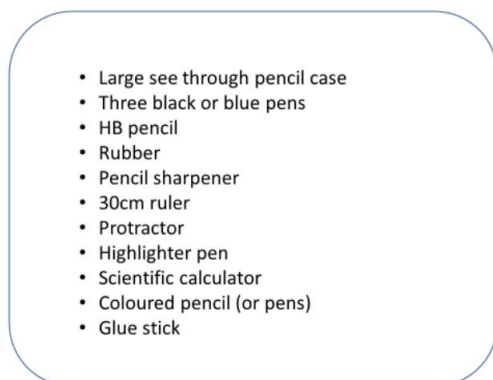 • Large see through pencil case
• Three black or blue pens
• HB pencil
• Rubber
• Pencil sharpener
• 30cm ruler
• Protractor
• Highlighter pen
• Scientific calculator
• Coloured pencil (or pens)
• Glue stick